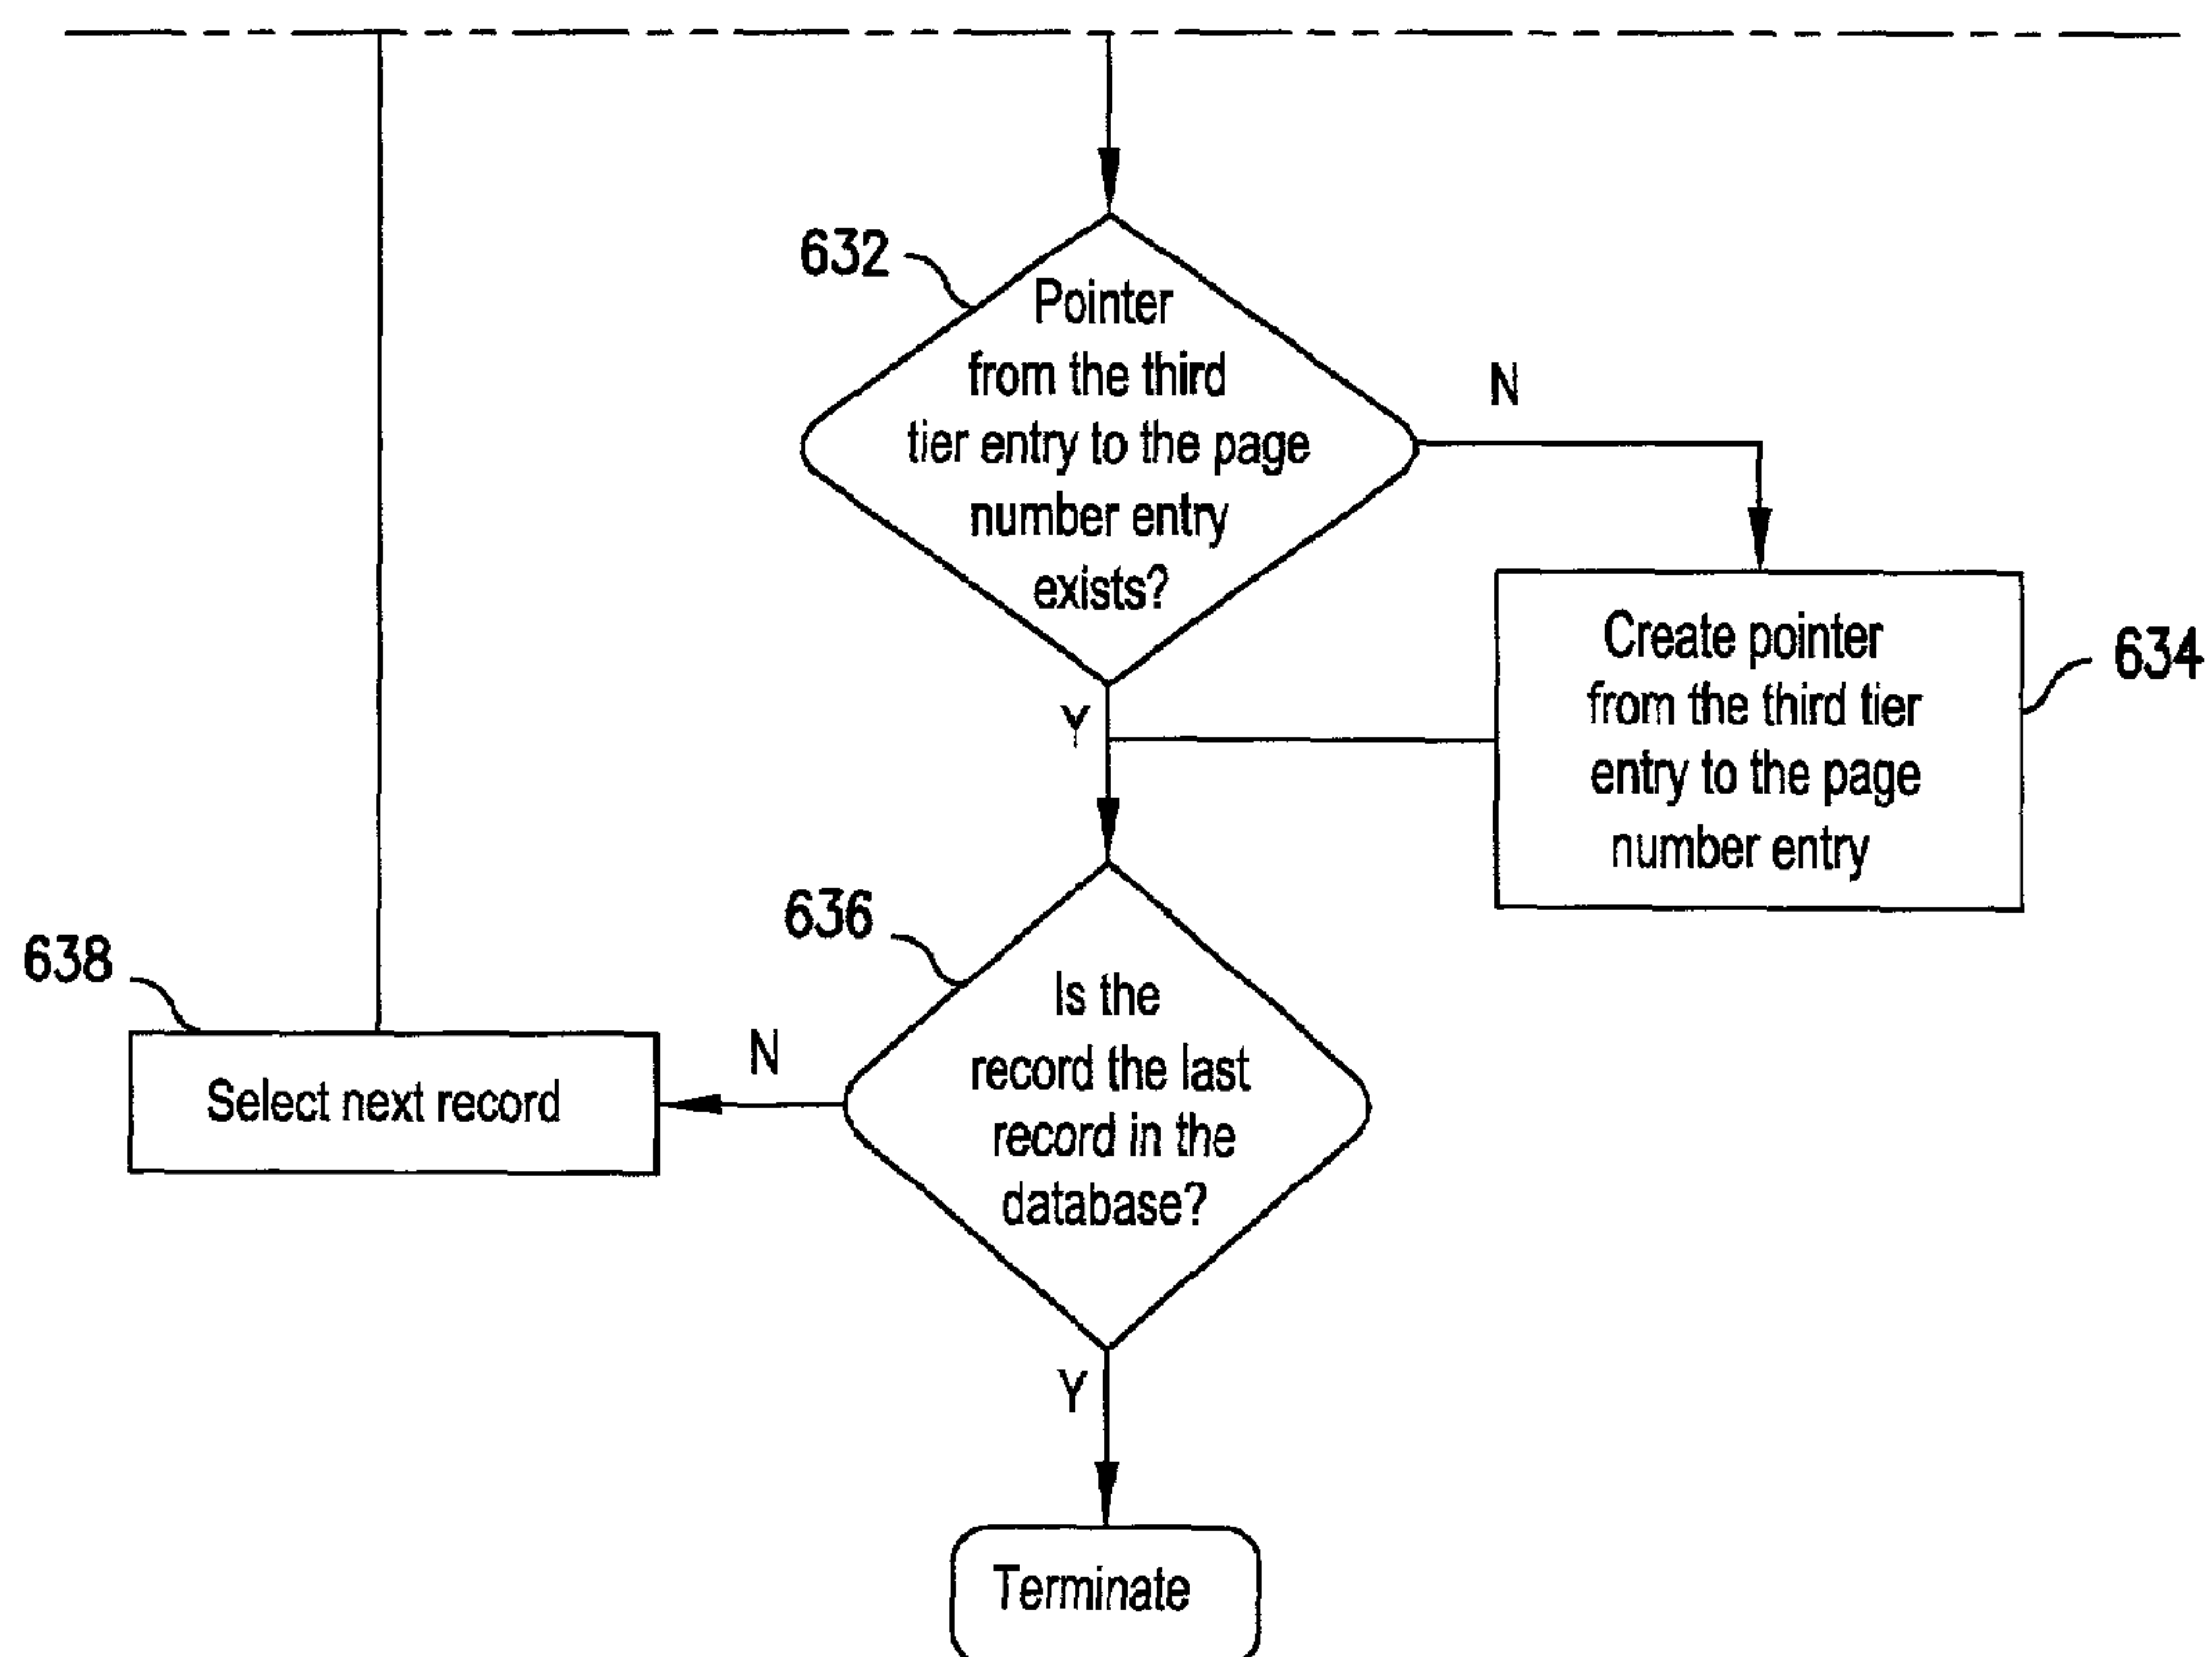 632
Pointer
from the third
tier entry to the page
number entry
exists?
N
Create pointer
from the third tier
entry to the page
number entry
634
Y
636
Is the
record the last
record in the
database?
N
638
Select next record
Y
Terminate